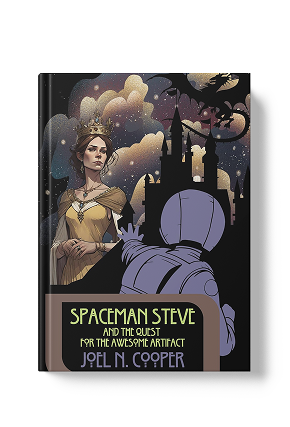 SPACEMAN STEVE
AND THE QUEST
FOR THE AWESOME ARTIFACT
JOEL N. COOPER